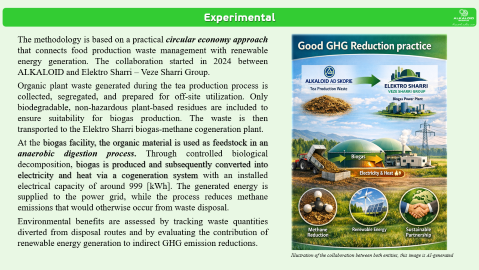 Experimental
ALKALOID
The methodology is based on a practical circular economy approach
that connects food production waste management with renewable
energy generation. The collaboration started in 2024 between
ALKALOID and Elektro Sharri – Veze Sharri Group.
Organic plant waste generated during the tea production process is
collected, segregated, and prepared for off-site utilization. Only
biodegradable, non-hazardous plant-based residues are included to
ensure suitability for biogas production. The waste is then
transported to the Elektro Sharri biogas-methane cogeneration plant.
At the biogas facility, the organic material is used as feedstock in an
anaerobic digestion process. Through controlled biological
decomposition, biogas is produced and subsequently converted into
electricity and heat via a cogeneration system with an installed
electrical capacity of around 999 [kWh]. The generated energy is
supplied to the power grid, while the process reduces methane
emissions that would otherwise occur from waste disposal.
Environmental benefits are assessed by tracking waste quantities
diverted from disposal routes and by evaluating the contribution of
renewable energy generation to indirect GHG emission reductions.
Good GHG Reduction practice
ALKALOID AD SKOPJE
Tea Production Waste
ELEKTRO SHARRI
VEZE SHARRI GROUP
Biogas Power Plant
Biogas
Electricity & Heat
Methane
Reduction
Renewable Energy
Sustainable
Partnership
Illustration of the collaboration between both entities, this image is AI-generated